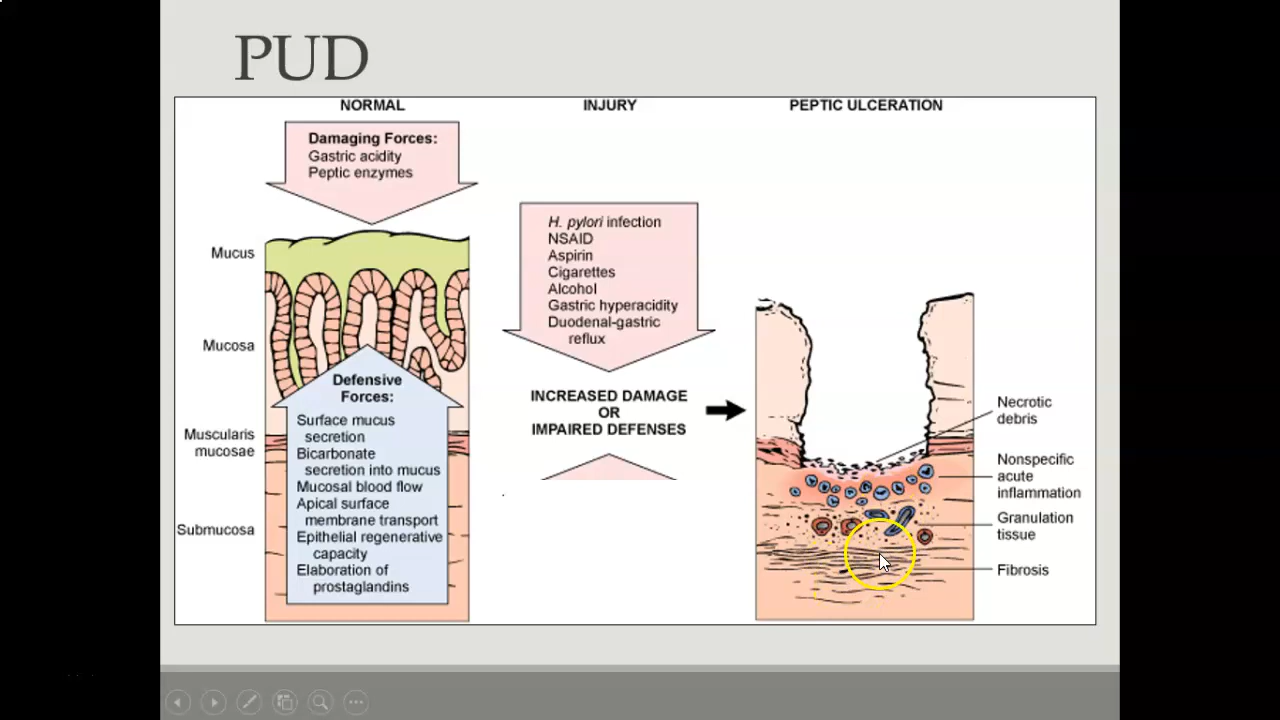 PUD
NORMAL
INJURY
PEPTIC ULCERATION
Damaging Forces:
Gastric acidity
Peptic enzymes
Mucus
Mucosa
Muscularis
mucosae
Submucosa
Defensive
Forces:
Surface mucus
secretion
Bicarbonate
secretion into mucus
Mucosal blood flow
Apical surface
membrane transport
Epithelial regenerative
capacity
Elaboration of
prostaglandins
H. pylori infection
NSAID
Aspirin
Cigarettes
Alcohol
Gastric hyperacidity
Duodenal-gastric
reflux
INCREASED DAMAGE
OR
IMPAIRED DEFENSES
Necrotic
debris
Nonspecific
acute
inflammation
Granulation
tissue
Fibrosis